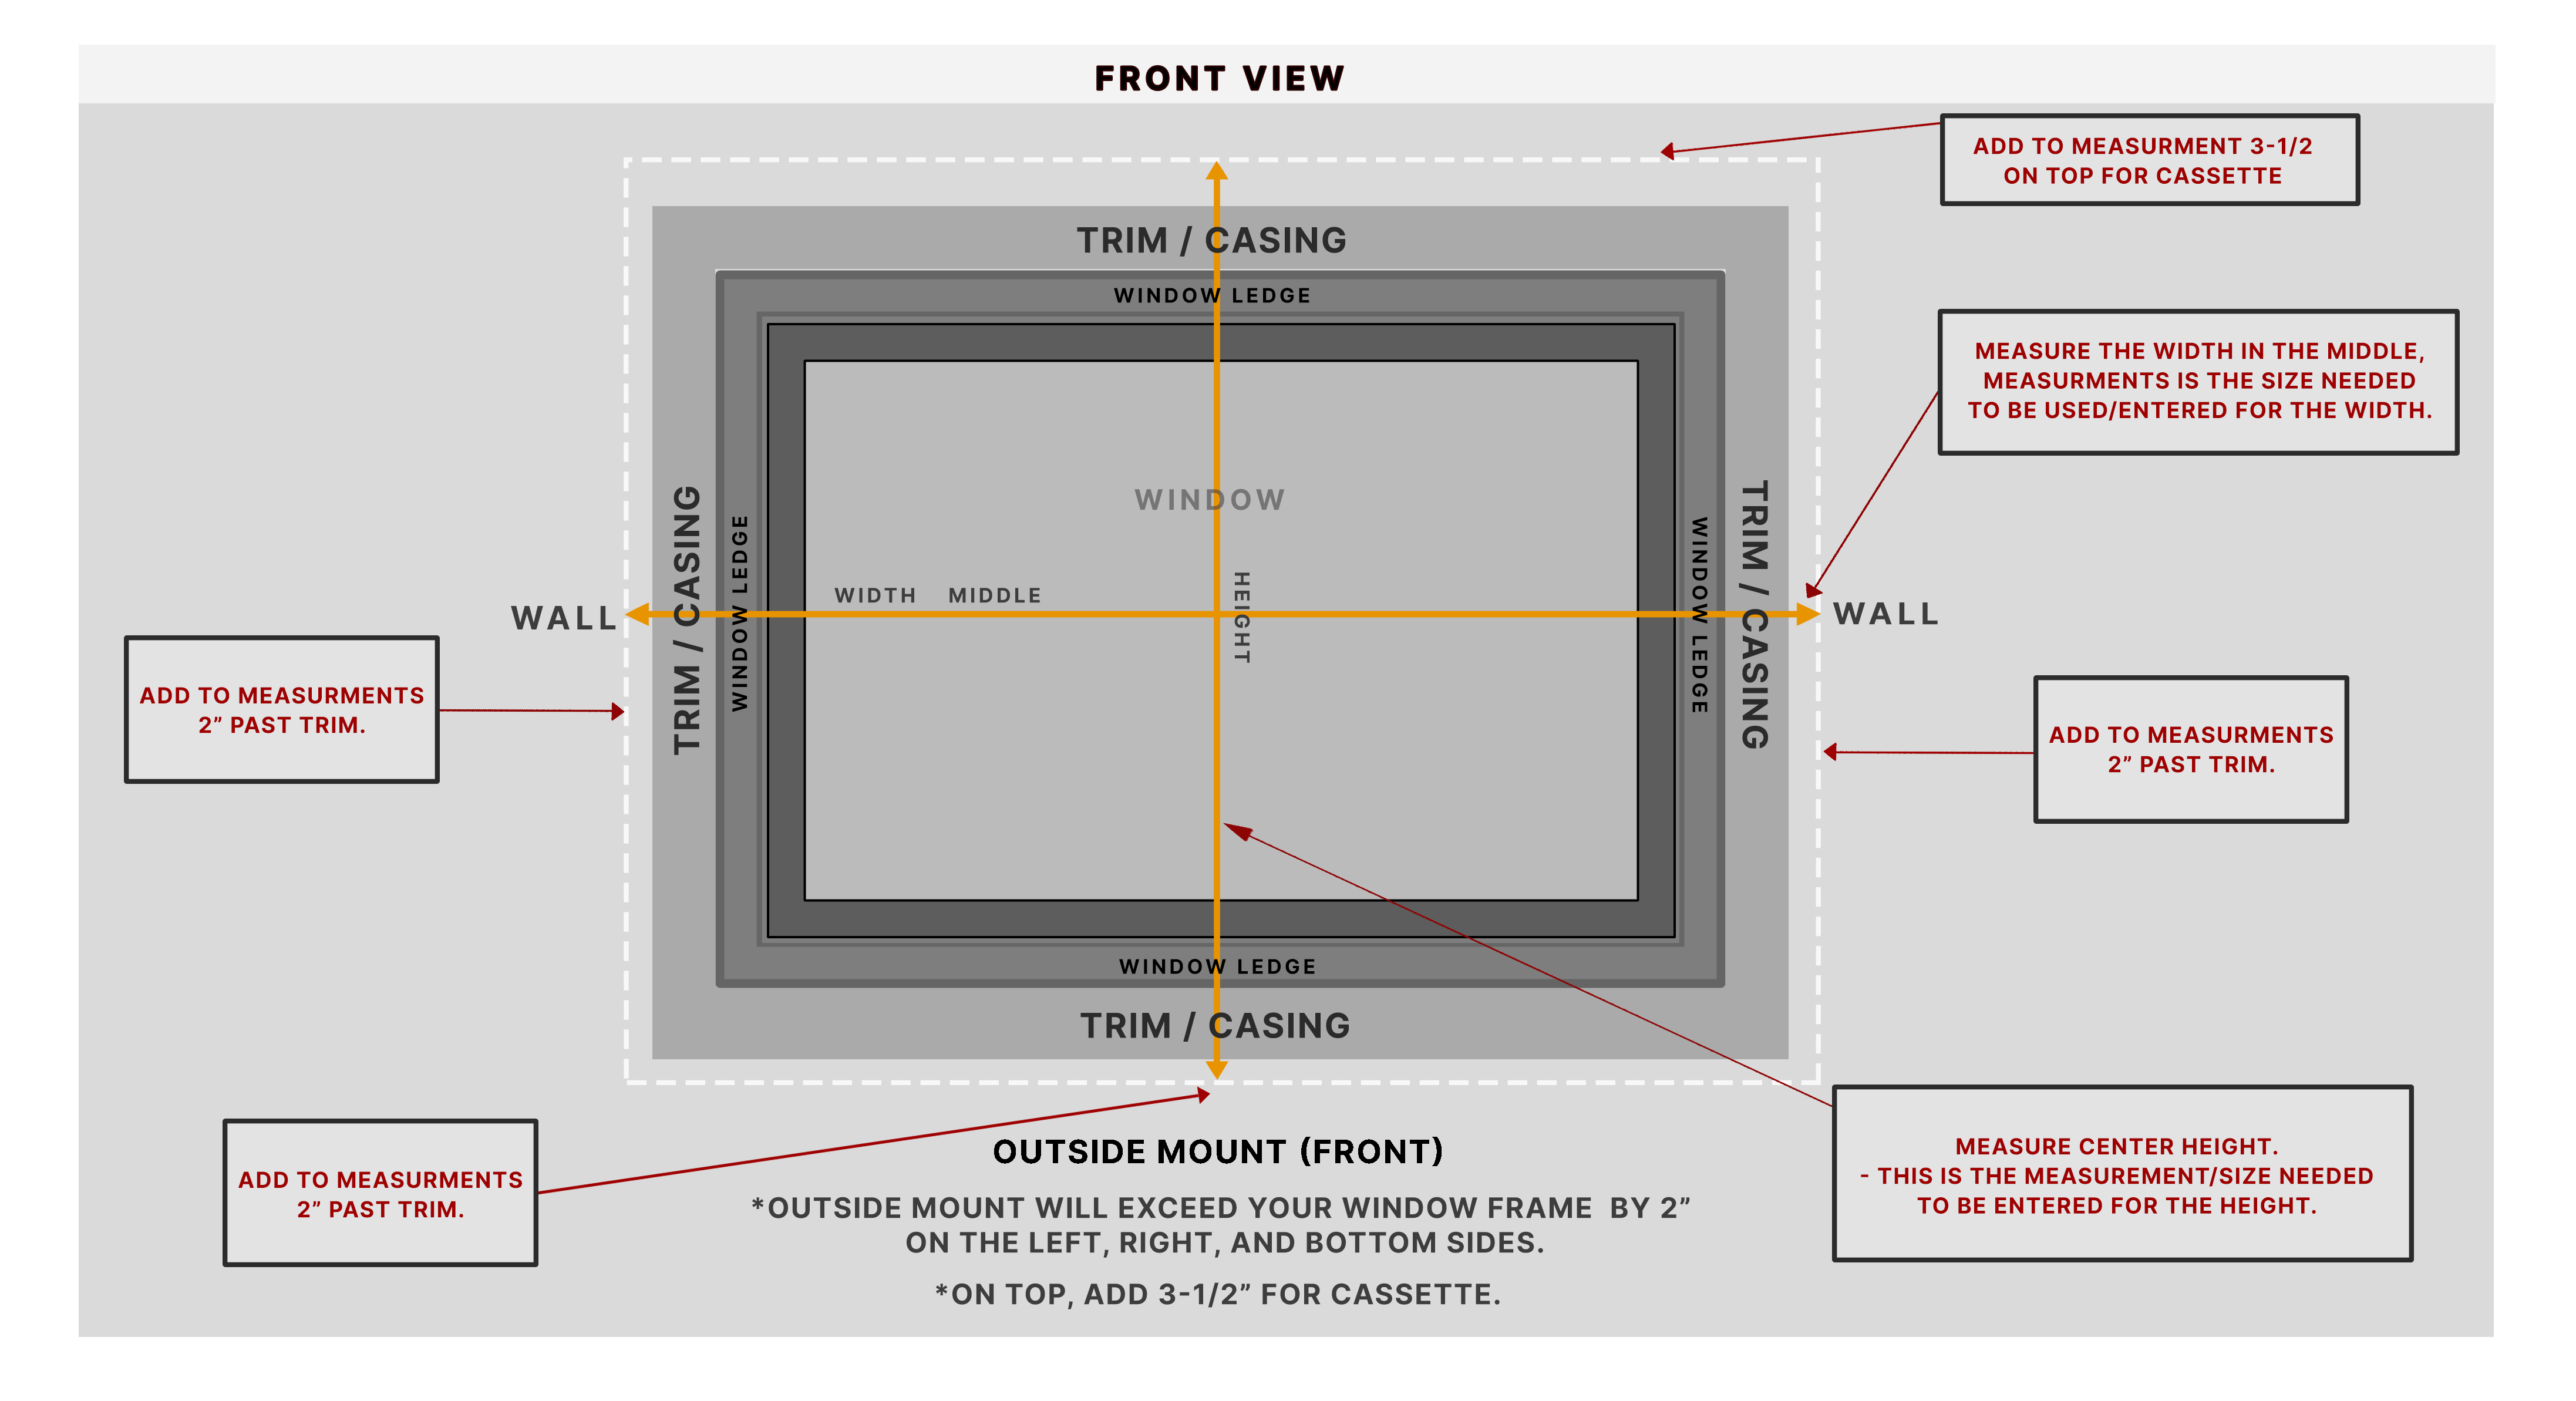 FRONT VIEW
ADD TO MEASURMENT 3-1/2
ON TOP FOR CASSETTE
TRIM / CASING
WINDOW LEDGE
MEASURE THE WIDTH IN THE MIDDLE,
MEASURMENTS IS THE SIZE NEEDED
TO BE USED/ENTERED FOR THE WIDTH.
WINDOW
TRIM / CASING
WINDOW LEDGE
WIDTH MIDDLE
HEIGHT
WINDOW LEDGE
TRIM / CASING
WALL
WALL
ADD TO MEASURMENTS
2” PAST TRIM.
ADD TO MEASURMENTS
2” PAST TRIM.
WINDOW LEDGE
TRIM / CASING
ADD TO MEASURMENTS
2” PAST TRIM.
OUTSIDE MOUNT (FRONT)
*OUTSIDE MOUNT WILL EXCEED YOUR WINDOW FRAME BY 2”
ON THE LEFT, RIGHT, AND BOTTOM SIDES.
*ON TOP, ADD 3-1/2” FOR CASSETTE.
MEASURE CENTER HEIGHT.
- THIS IS THE MEASUREMENT/SIZE NEEDED
TO BE ENTERED FOR THE HEIGHT.